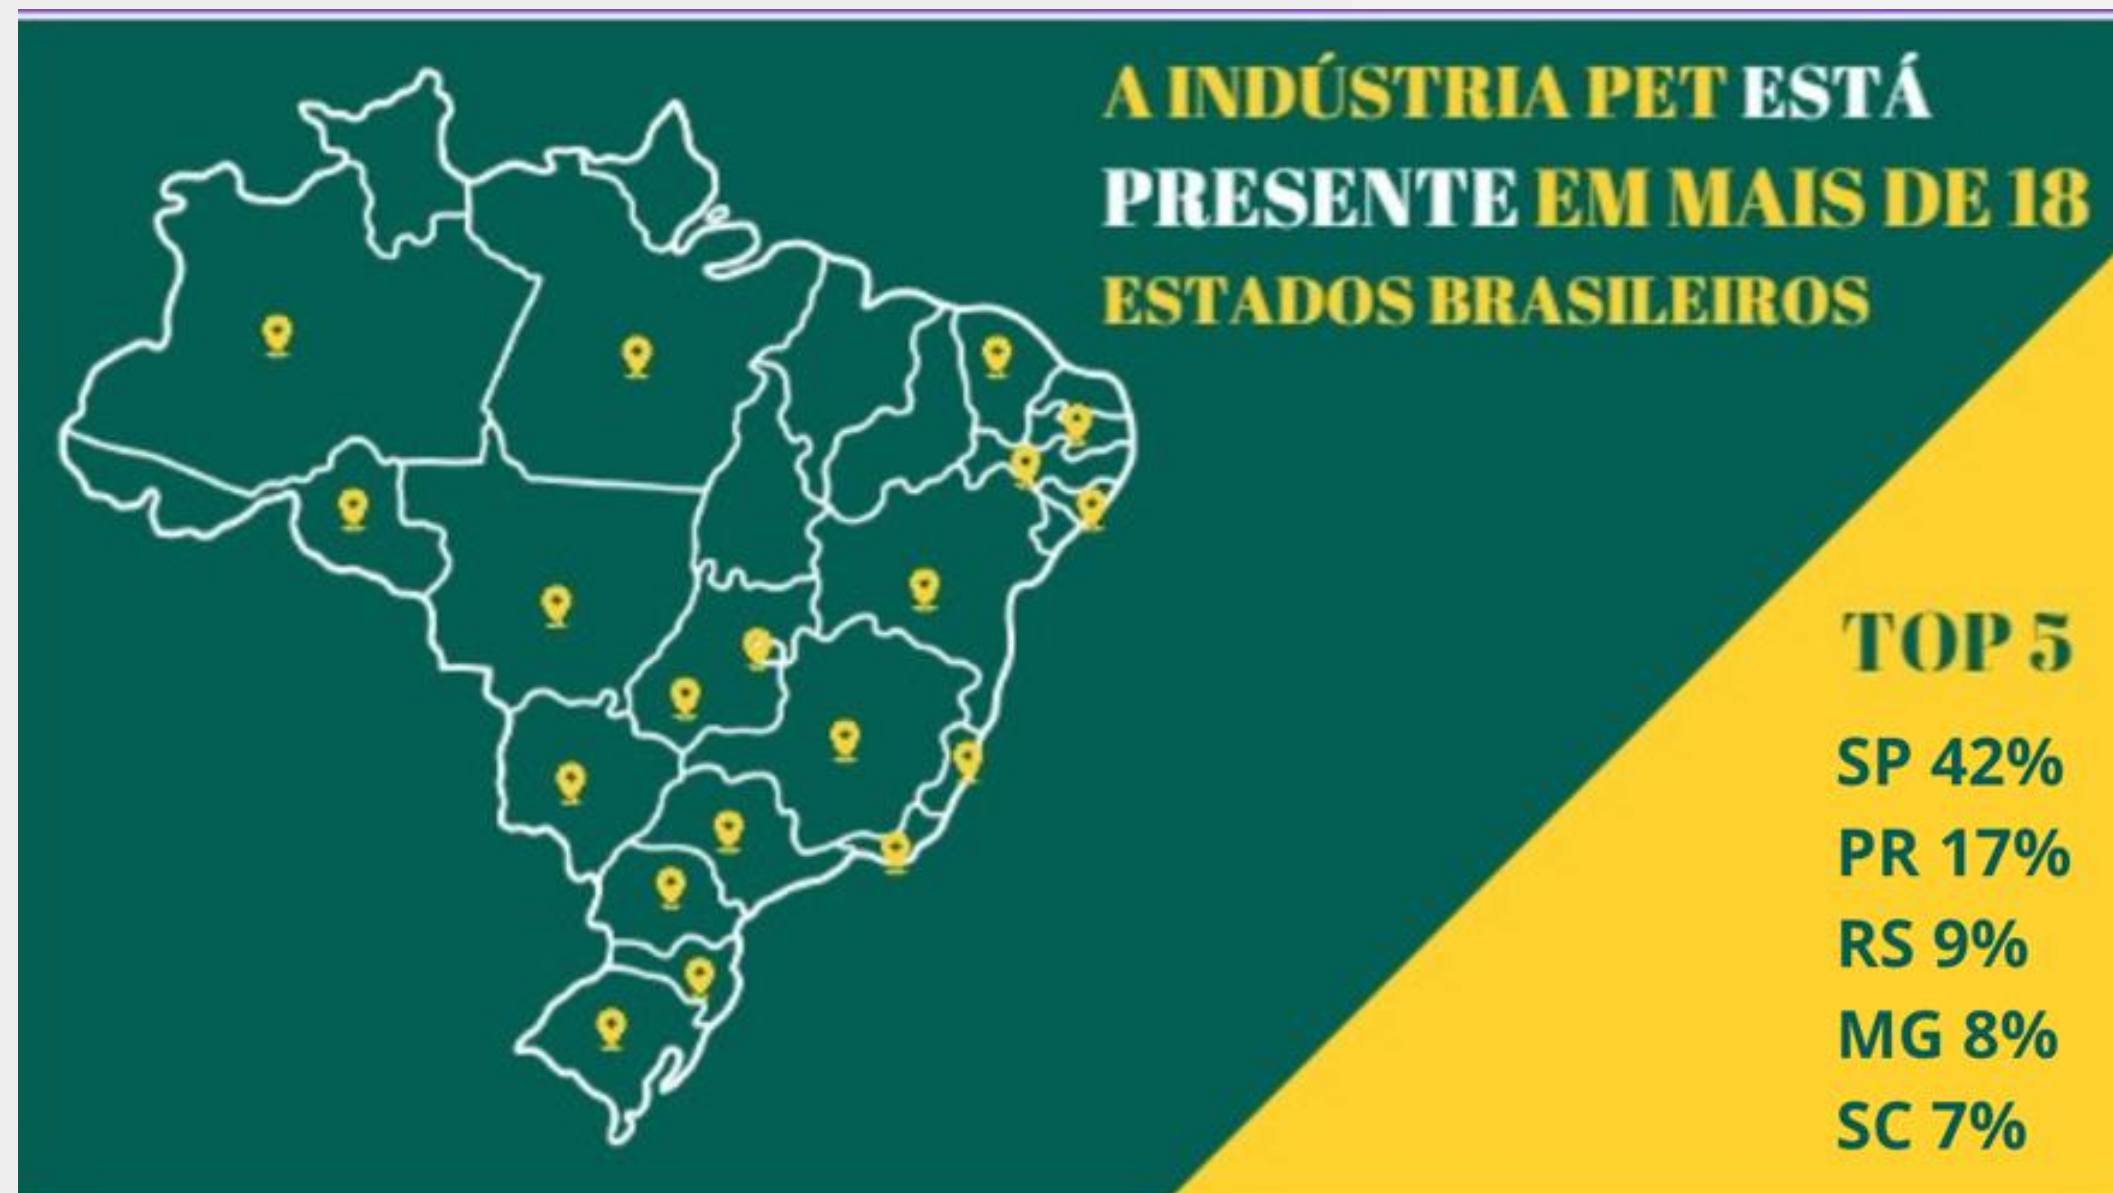 A INDÚSTRIA PET ESTÁ
PRESENTE EM MAIS DE 18
ESTADOS BRASILEIROS
TOP 5
SP 42%
PR 17%
RS 9%
MG 8%
SC 7%